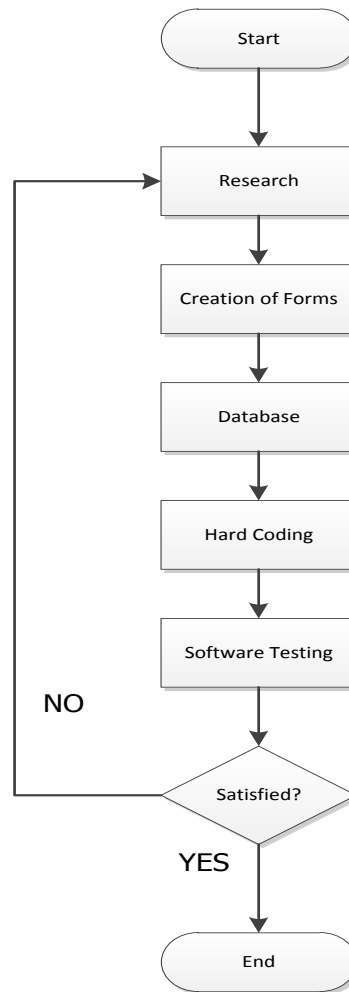 Start
Research
Creation of Forms
Database
Hard Coding
Software Testing
NO
Satisfied?
YES
End